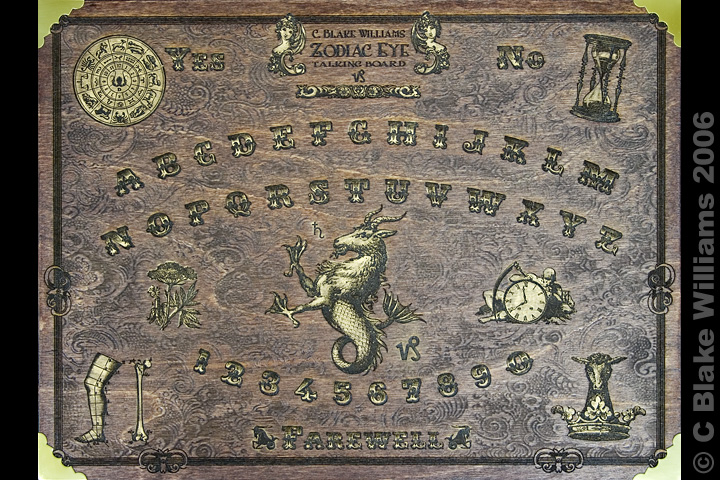 C. BLAKE WILLIAMS
YES ZODIAC EYE NO
TALKING BOARD
♑
A B C D E F G H I J K L M
N O P Q R S T U V W X Y Z
♄
♑
1 2 3 4 5 6 7 8 9 0
FAREWELL
© C Blake Williams 2006